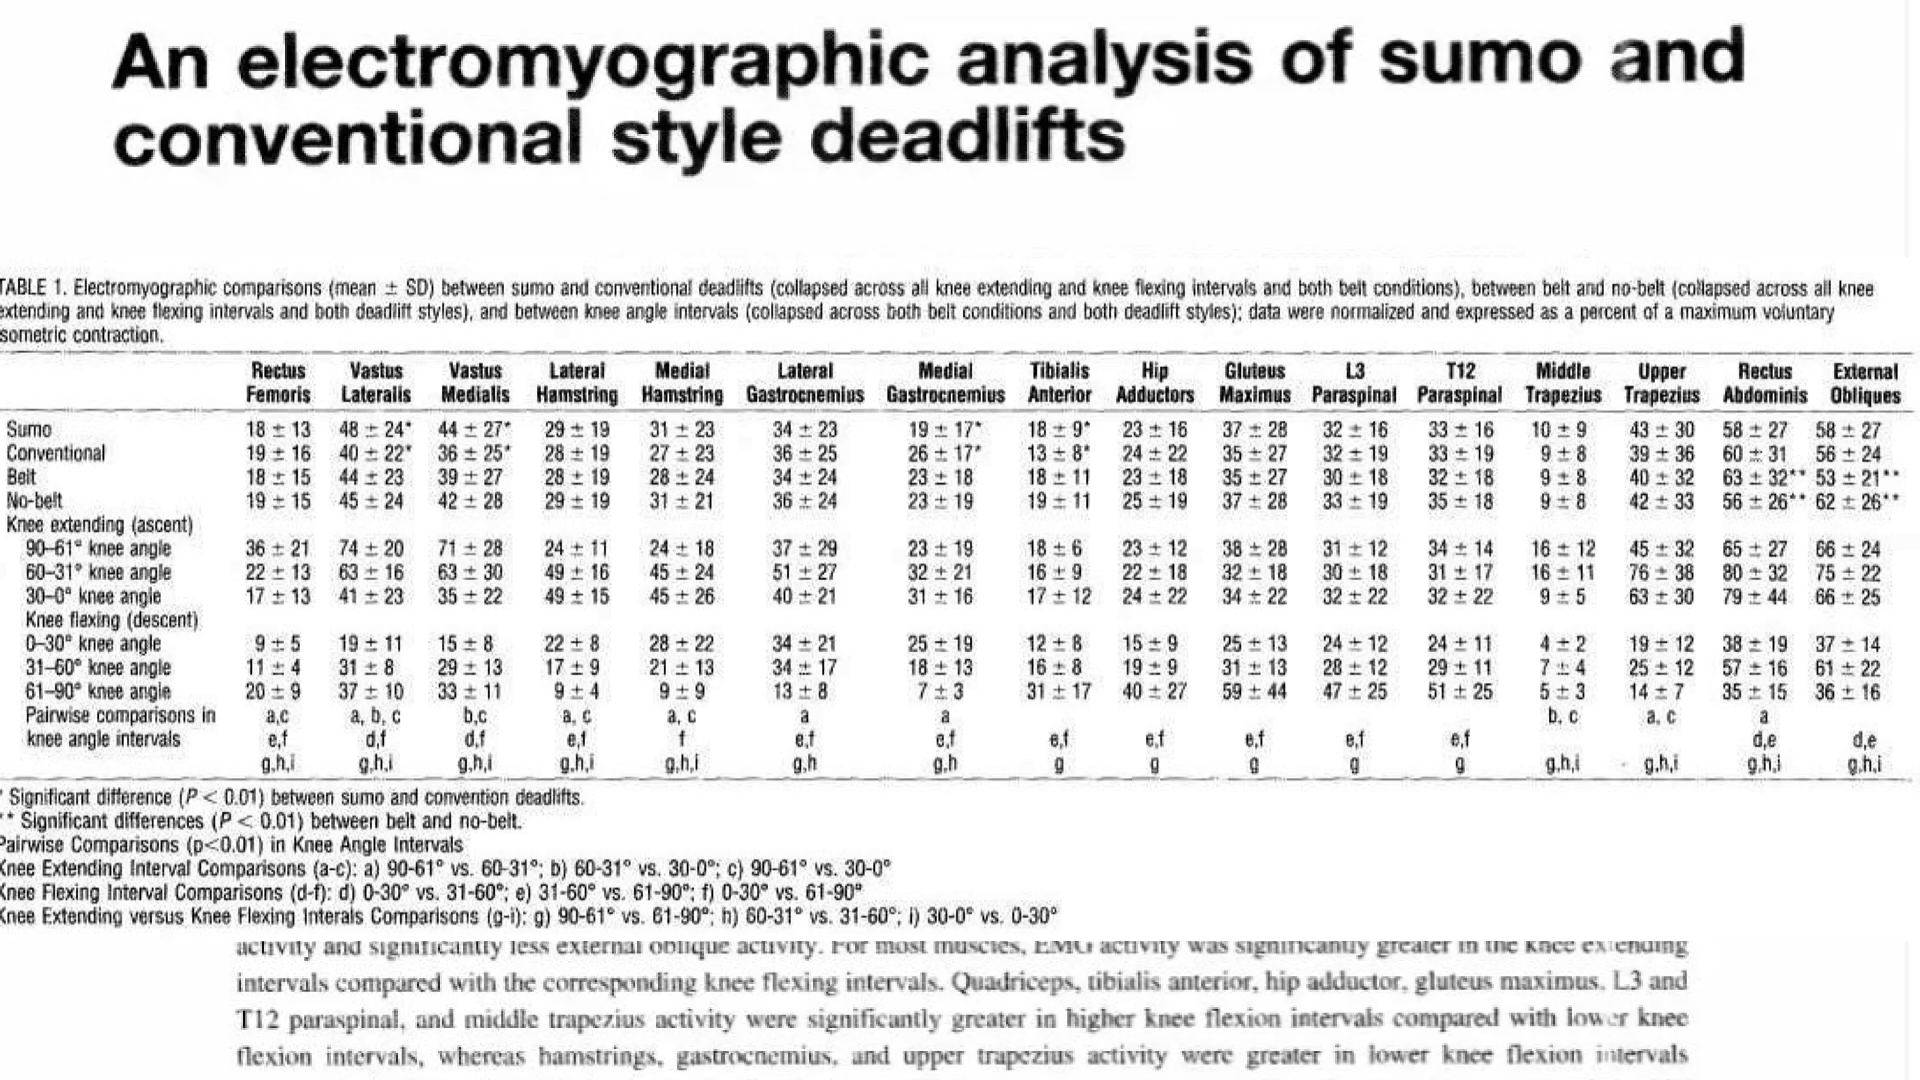 An electromyographic analysis of sumo and
conventional style deadlifts
TABLE 1. Electromyographic comparisons (mean ± SD) between sumo and conventional deadlifts (collapsed across all knee extending and knee flexing intervals and both belt conditions), between belt and no-belt (collapsed across all knee
extending and knee flexing intervals and both deadlift styles), and between knee angle intervals (collapsed across both belt conditions and both deadlift styles); data were normalized and expressed as a percent of a maximum voluntary
isometric contraction.
Rectus Vastus Vastus Lateral Medial Lateral Medial Tibialis Hip Gluteus L3 T12 Middle Upper Rectus External
Femoris Lateralis Medialis Hamstring Hamstring Gastrocnemius Gastrocnemius Anterior Adductors Maximus Paraspinal Paraspinal Trapezius Trapezius Abdominis Obliques
Sumo 18 ± 13 48 ± 24* 44 ± 27* 29 ± 19 31 ± 23 34 ± 23 19 ± 17* 18 ± 9* 23 ± 16 37 ± 28 32 ± 16 33 ± 16 10 ± 9 43 ± 30 58 ± 27 58 ± 27
Conventional 19 ± 16 40 ± 22* 36 ± 25* 28 ± 19 27 ± 23 36 ± 25 26 ± 17* 13 ± 8* 24 ± 22 35 ± 27 32 ± 19 33 ± 19 9 ± 8 39 ± 36 60 ± 31 56 ± 24
Belt 18 ± 15 44 ± 23 39 ± 27 28 ± 19 28 ± 24 34 ± 24 23 ± 18 18 ± 11 23 ± 18 35 ± 27 30 ± 18 32 ± 18 9 ± 8 40 ± 32 63 ± 32** 53 ± 21**
No-belt 19 ± 15 45 ± 24 42 ± 28 29 ± 19 31 ± 21 36 ± 24 23 ± 19 19 ± 11 25 ± 19 37 ± 28 33 ± 19 35 ± 18 9 ± 8 42 ± 33 56 ± 26** 62 ± 26**
Knee extending (ascent)
90–61° knee angle 36 ± 21 74 ± 20 71 ± 28 24 ± 11 24 ± 18 37 ± 29 23 ± 19 18 ± 6 23 ± 12 38 ± 28 31 ± 12 34 ± 14 16 ± 12 45 ± 32 65 ± 27 66 ± 24
60–31° knee angle 22 ± 13 63 ± 16 63 ± 30 49 ± 16 45 ± 24 51 ± 27 32 ± 21 16 ± 9 22 ± 18 32 ± 18 30 ± 18 31 ± 17 16 ± 11 76 ± 38 80 ± 32 75 ± 22
30–0° knee angle 17 ± 13 41 ± 23 35 ± 22 49 ± 15 45 ± 26 40 ± 21 31 ± 16 17 ± 12 24 ± 22 34 ± 22 32 ± 22 32 ± 22 9 ± 5 63 ± 30 79 ± 44 66 ± 25
Knee flexing (descent)
0–30° knee angle 9 ± 5 19 ± 11 15 ± 8 22 ± 8 28 ± 22 34 ± 21 25 ± 19 12 ± 8 15 ± 9 25 ± 13 24 ± 12 24 ± 11 4 ± 2 19 ± 12 38 ± 19 37 ± 14
31–60° knee angle 11 ± 4 31 ± 8 29 ± 13 17 ± 9 21 ± 13 34 ± 17 18 ± 13 16 ± 8 19 ± 9 31 ± 13 28 ± 12 29 ± 11 7 ± 4 25 ± 12 57 ± 16 61 ± 22
61–90° knee angle 20 ± 9 37 ± 10 33 ± 11 9 ± 4 9 ± 9 13 ± 8 7 ± 3 31 ± 17 40 ± 27 59 ± 44 47 ± 25 51 ± 25 5 ± 3 14 ± 7 35 ± 15 36 ± 16
Pairwise comparisons in a,c a, b, c b,c a, c a, c a a b, c a, c a
knee angle intervals e,f d,f d,f e,f f e,f e,f e,f e,f e,f e,f e,f d,e d,e
g,h,i g,h,i g,h,i g,h,i g,h,i g,h g,h g g g g g g,h,i g,h,i g,h,i g,h,i
* Significant difference (P < 0.01) between sumo and convention deadlifts.
** Significant differences (P < 0.01) between belt and no-belt.
Pairwise Comparisons (p<0.01) in Knee Angle Intervals
Knee Extending Interval Comparisons (a-c): a) 90-61° vs. 60-31°; b) 60-31° vs. 30-0°; c) 90-61° vs. 30-0°
Knee Flexing Interval Comparisons (d-f): d) 0-30° vs. 31-60°; e) 31-60° vs. 61-90°; f) 0-30° vs. 61-90°
Knee Extending versus Knee Flexing Interals Comparisons (g-i): g) 90-61° vs. 61-90°; h) 60-31° vs. 31-60°; i) 30-0° vs. 0-30°
activity and significantly less external oblique activity. For most muscles, EMG activity was significantly greater in the knee extending
intervals compared with the corresponding knee flexing intervals. Quadriceps, tibialis anterior, hip adductor, gluteus maximus, L3 and
T12 paraspinal, and middle trapezius activity were significantly greater in higher knee flexion intervals compared with lower knee
flexion intervals, whereas hamstrings, gastrocnemius, and upper trapezius activity were greater in lower knee flexion intervals